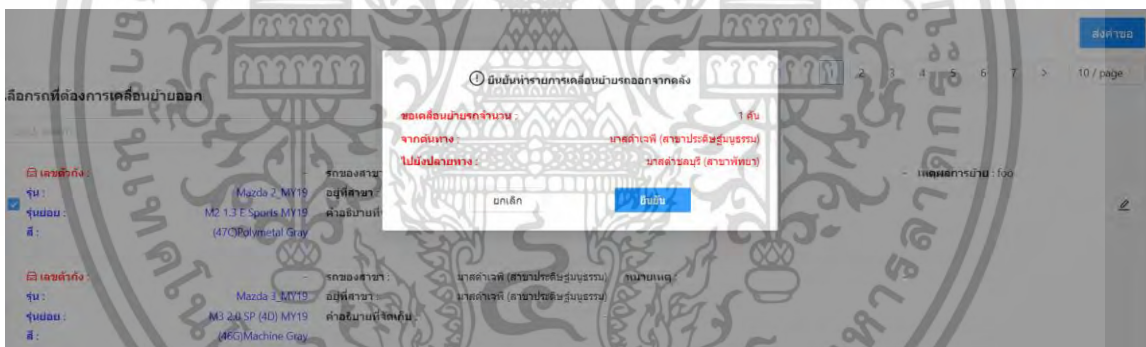 ส่งคำขอ
1 2 3 4 5 6 7 > 10 / page
เลือกรถที่ต้องการเคลื่อนย้ายออก
ยืนยันทำรายการเคลื่อนย้ายรถออกจากคลัง
ขอเคลื่อนย้ายรถจำนวน : 1 คัน
จากต้นทาง : มาสด้าเวฟี (สาขาประดิษฐ์มนูธรรม)
ไปยังปลายทาง : มาสด้าชลบุรี (สาขาพัทยา)
ยกเลิก ยืนยัน
เลขตัวถัง : - รถของสาขา - เหตุผลการย้าย : foo
รุ่น : Mazda 2_MY19 อยู่ที่สาขา
รุ่นย่อย : M2 1.3 E Sports MY19 คำอธิบายที่
สี : (47C)Polymetal Gray
เลขตัวถัง : - รถของสาขา : มาสด้าเวฟี (สาขาประดิษฐ์มนูธรรม) หมายเหตุ :
รุ่น : Mazda 3_MY19 อยู่ที่สาขา : มาสด้าเวฟี (สาขาประดิษฐ์มนูธรรม)
รุ่นย่อย : M3 2.0 SP (4D) MY19 คำอธิบายที่จัดเก็บ : -
สี : (46G)Machine Gray